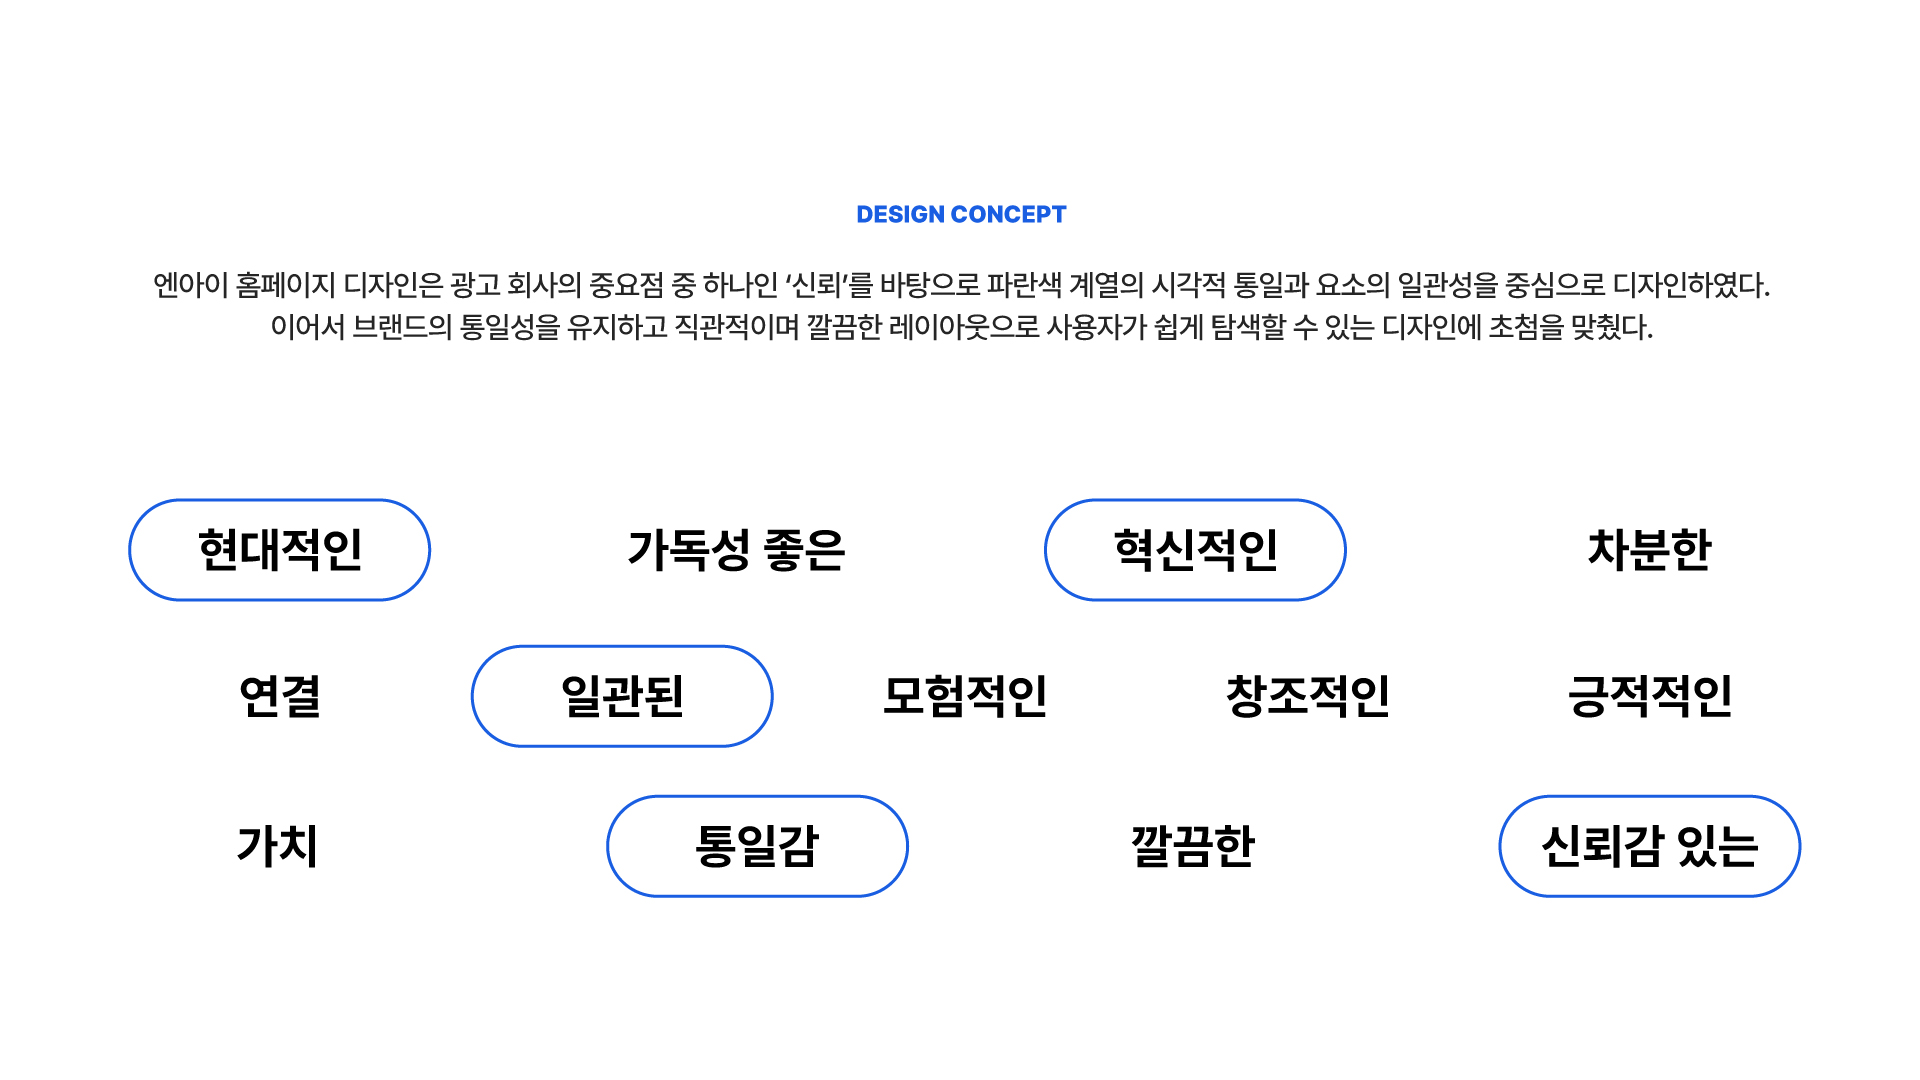 DESIGN CONCEPT
엔아이 홈페이지 디자인은 광고 회사의 중요점 중 하나인 ‘신뢰’를 바탕으로 파란색 계열의 시각적 통일과 요소의 일관성을 중심으로 디자인하였다.
이어서 브랜드의 통일성을 유지하고 직관적이며 깔끔한 레이아웃으로 사용자가 쉽게 탐색할 수 있는 디자인에 초첨을 맞췄다.
현대적인 가독성 좋은 혁신적인 차분한
연결 일관된 모험적인 창조적인 긍적적인
가치 통일감 깔끔한 신뢰감 있는